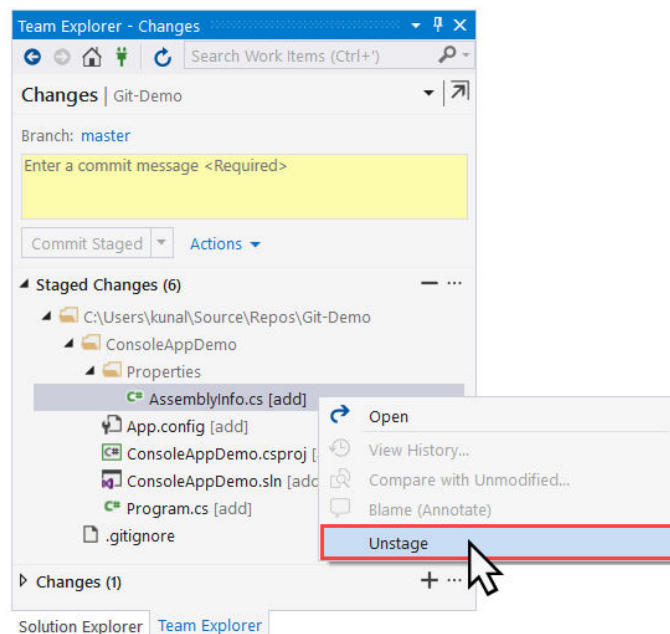 Team Explorer - Changes
Search Work Items (Ctrl+')
Changes | Git-Demo
Branch: master
Enter a commit message <Required>
Commit Staged
Actions
Staged Changes (6)
C:\Users\kunal\Source\Repos\Git-Demo
ConsoleAppDemo
Properties
C# AssemblyInfo.cs [add]
App.config [add]
C# ConsoleAppDemo.csproj [
ConsoleAppDemo.sln [add
C# Program.cs [add]
.gitignore
Open
View History...
Compare with Unmodified...
Blame (Annotate)
Unstage
Changes (1)
Solution Explorer
Team Explorer